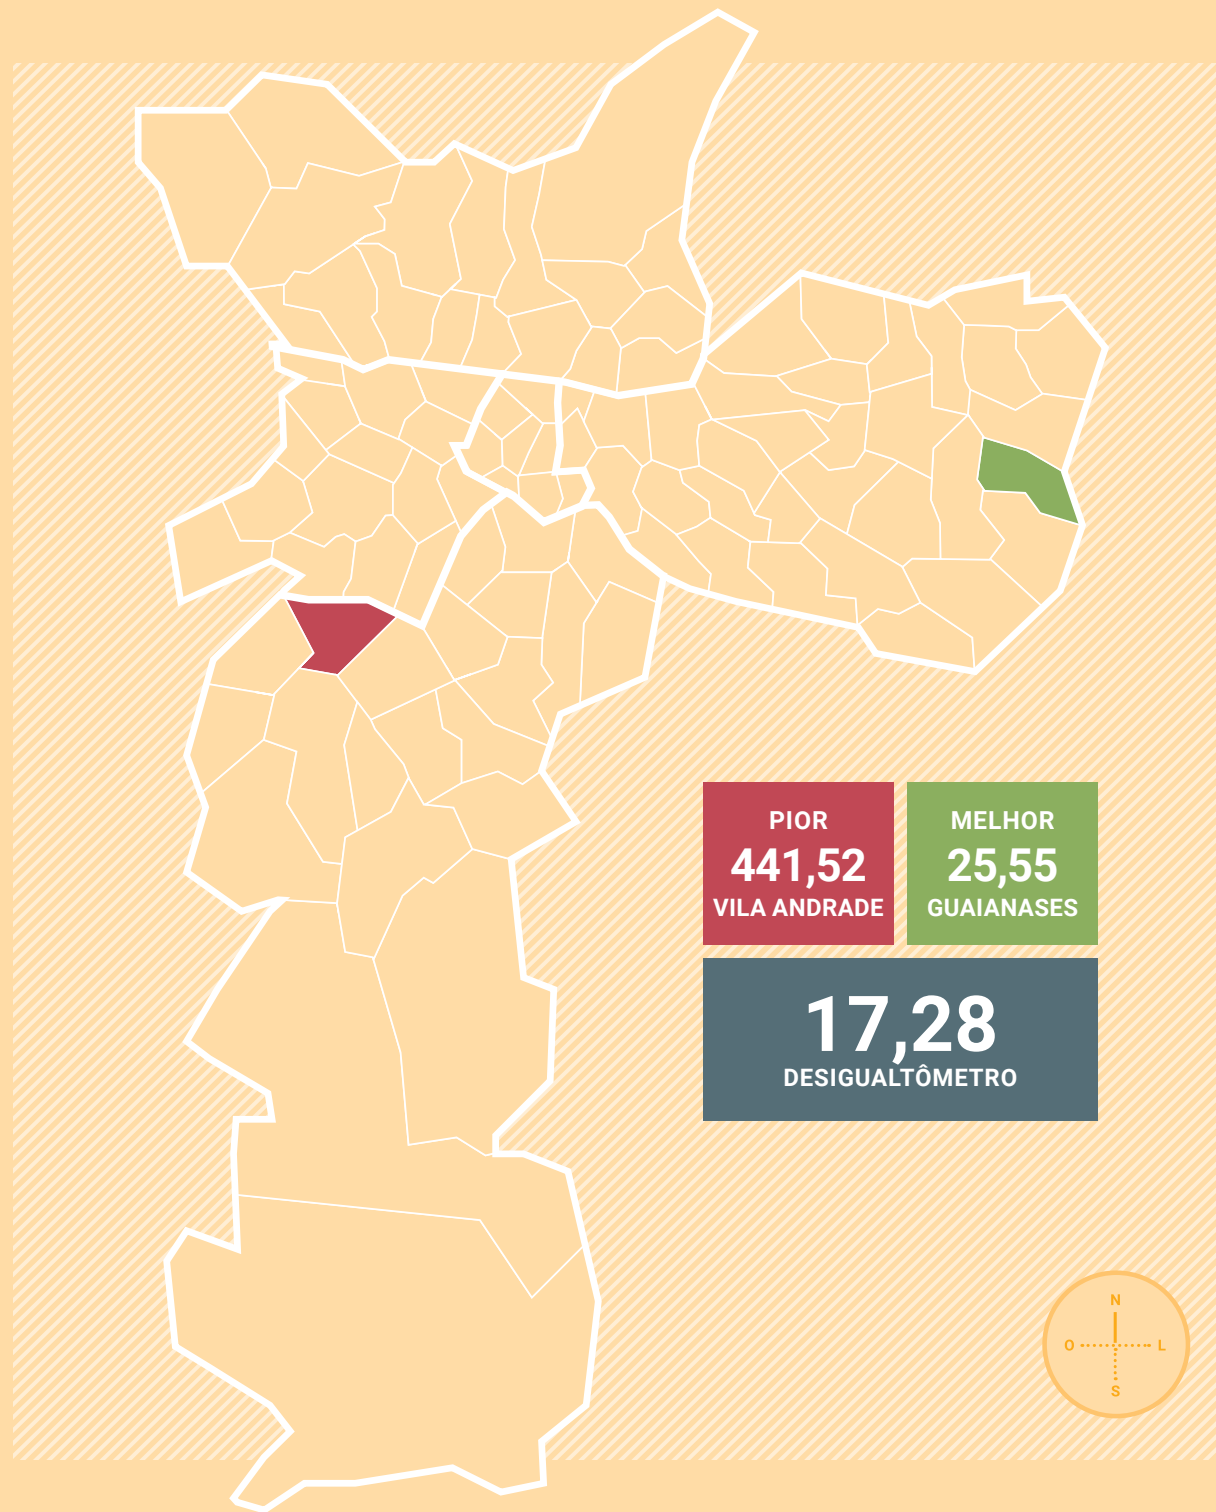 PIOR
441,52
VILA ANDRADE
MELHOR
25,55
GUAIANASES
17,28
DESIGUALTÔMETRO
N
O
L
S